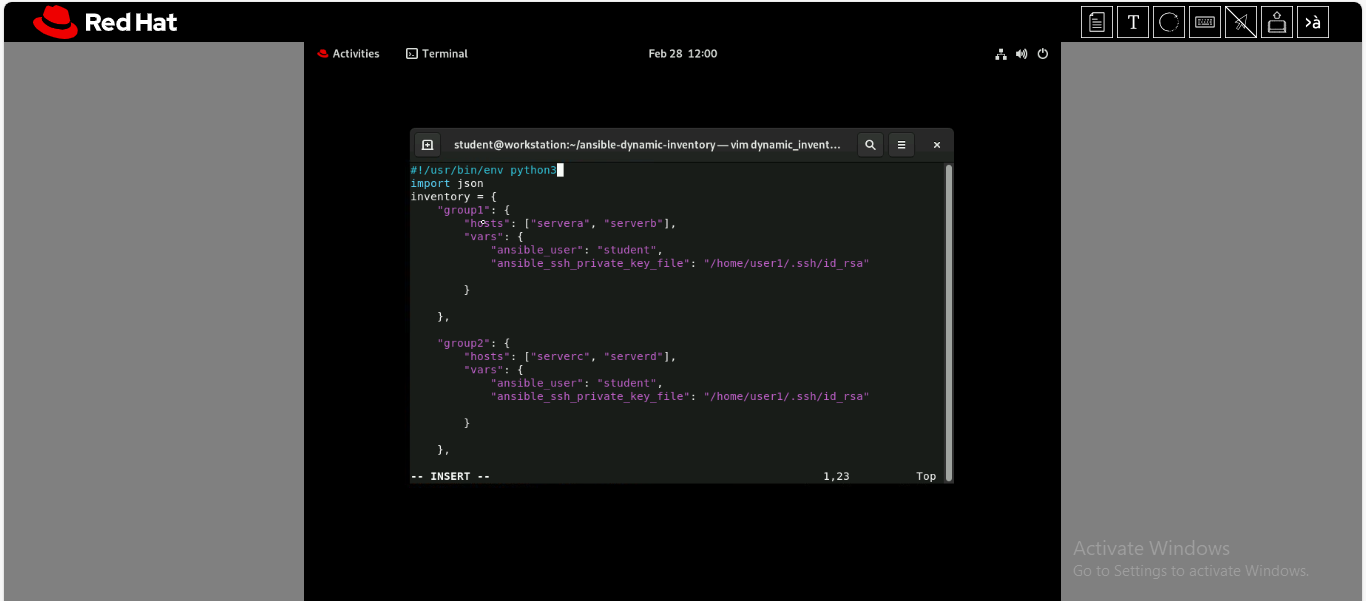 Red Hat
T
>à
Activities
Terminal
Feb 28 12:00
student@workstation:~/ansible-dynamic-inventory — vim dynamic_invent...
#!/usr/bin/env python3
import json
inventory = {
    "group1": {
        "hosts": ["servera", "serverb"],
        "vars": {
            "ansible_user": "student",
            "ansible_ssh_private_key_file": "/home/user1/.ssh/id_rsa"
        }
    },
    "group2": {
        "hosts": ["serverc", "serverd"],
        "vars": {
            "ansible_user": "student",
            "ansible_ssh_private_key_file": "/home/user1/.ssh/id_rsa"
        }
    },
-- INSERT -- 1,23 Top
Activate Windows
Go to Settings to activate Windows.